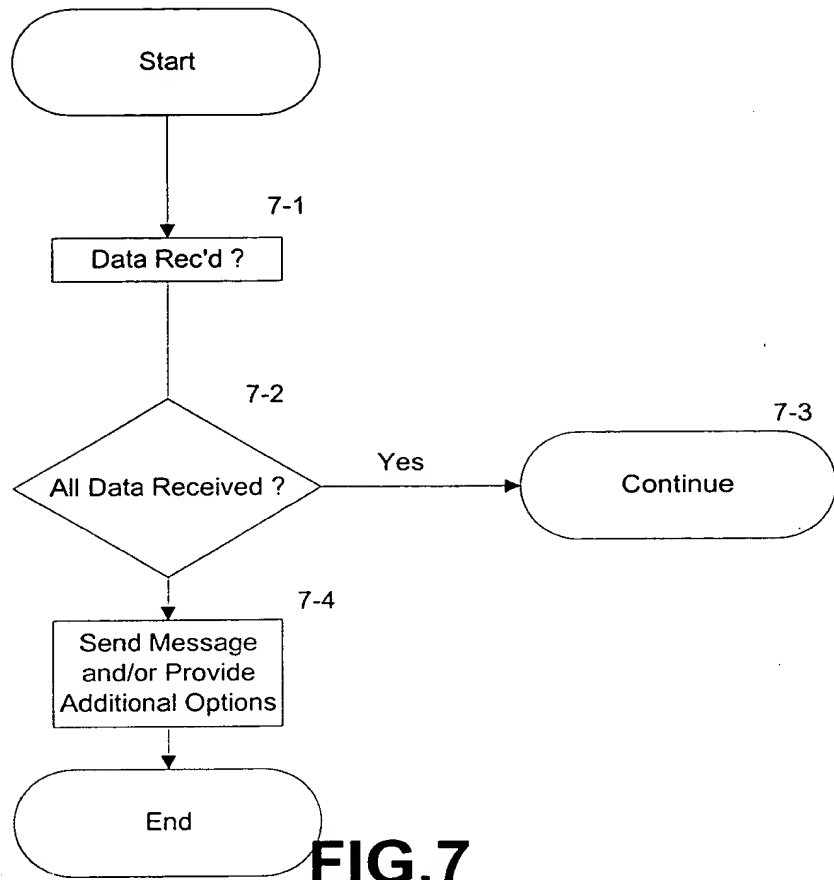 Start
7-1
Data Rec'd ?
7-2
All Data Received ?
Yes
7-3
Continue
7-4
Send Message
and/or Provide
Additional Options
End
FIG.7